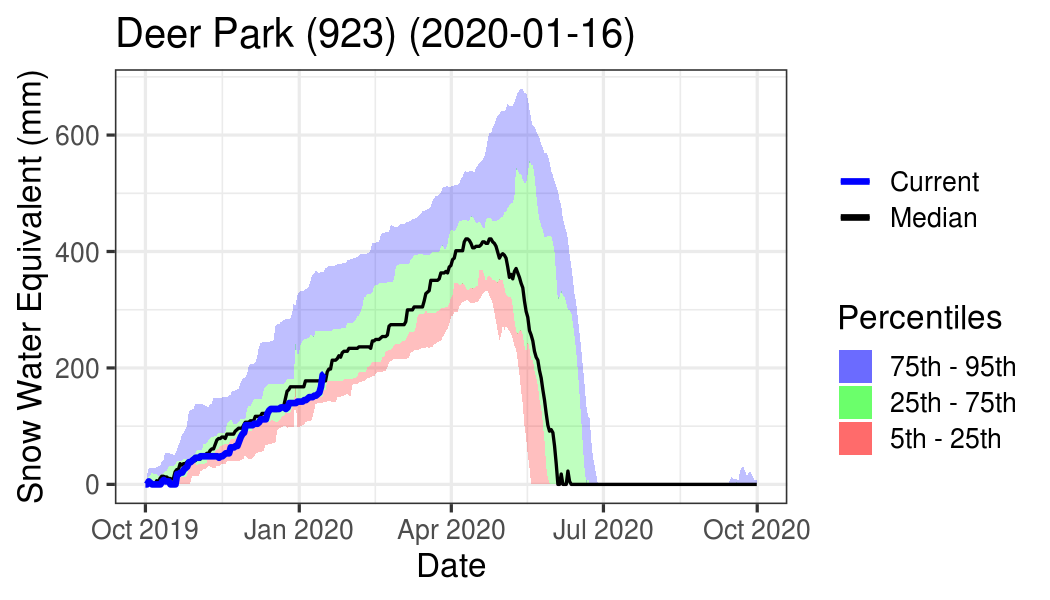 Deer Park (923) (2020-01-16)
Snow Water Equivalent (mm)
600
400
200
0
Oct 2019
Jan 2020
Apr 2020
Jul 2020
Oct 2020
Date
Current
Median
Percentiles
75th - 95th
25th - 75th
5th - 25th